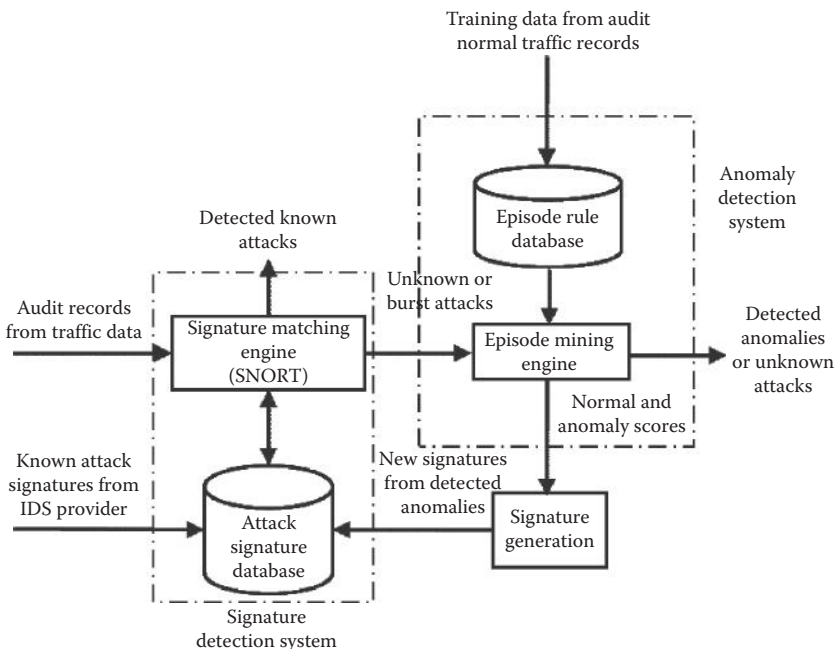 Training data from audit
normal traffic records
Anomaly
detection
system
Episode rule
database
Detected known
attacks
Unknown or
burst attacks
Audit records
from traffic data
Signature matching
engine
(SNORT)
Episode mining
engine
Detected
anomalies
or unknown
attacks
Normal and
anomaly scores
Known attack
signatures from
IDS provider
New signatures
from detected
anomalies
Attack
signature
database
Signature
generation
Signature
detection system